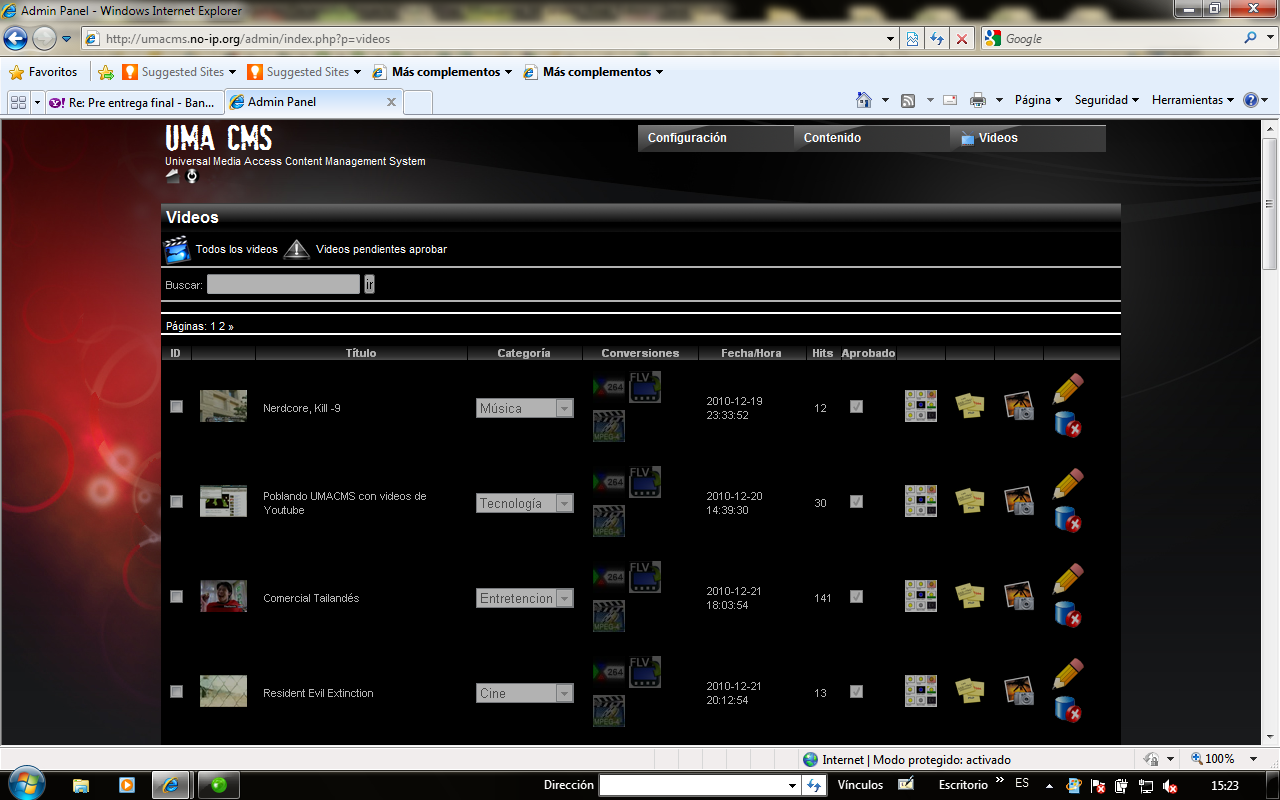 Admin Panel - Windows Internet Explorer
http://umacms.no-ip.org/admin/index.php?p=videos
Google
Favoritos
Suggested Sites
Suggested Sites
Más complementos
Más complementos
Re: Pre entrega final - Ban...
Admin Panel
Página
Seguridad
Herramientas
UMA CMS
Universal Media Access Content Management System
Configuración
Contenido
Videos
Videos
Todos los videos
Videos pendientes aprobar
Buscar:
ir
Páginas: 1 2 »
ID
Título
Categoría
Conversiones
Fecha/Hora
Hits
Aprobado
Nerdcore, Kill -9
Música
264
FLV
MPEG-4
2010-12-19
23:33:52
12
Poblando UMACMS con videos de
Youtube
Tecnología
264
FLV
MPEG-4
2010-12-20
14:39:30
30
Comercial Tailandés
Entretencion
264
FLV
MPEG-4
2010-12-21
18:03:54
141
Resident Evil Extinction
Cine
264
FLV
MPEG-4
2010-12-21
20:12:54
13
Internet | Modo protegido: activado
100%
Dirección
Vínculos
Escritorio
»
ES
15:23